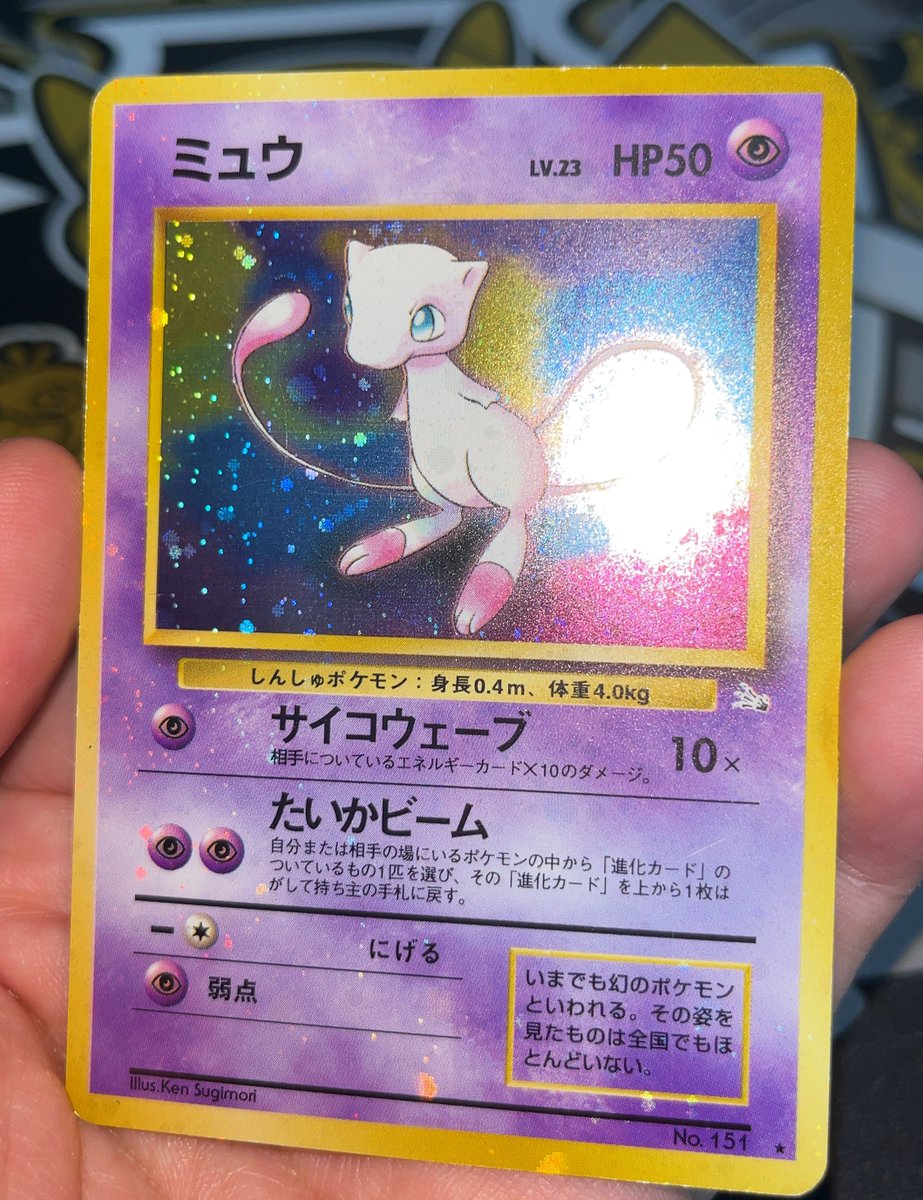 ミュウ LV.23 HP50
しんしゅポケモン：身長0.4m、体重4.0kg
サイコウェーブ 10×
相手についているエネルギーカード×10のダメージ。
たいかビーム
自分または相手の場にいるポケモンの中から「進化カード」の
ついているもの1匹を選び、その「進化カード」を上から1枚は
がして持ち主の手札に戻す。
ー にげる
弱点
いまでも幻のポケモン
といわれる。その姿を
見たものは全国でもほ
とんどいない。
Illus.Ken Sugimori
No. 151 ★